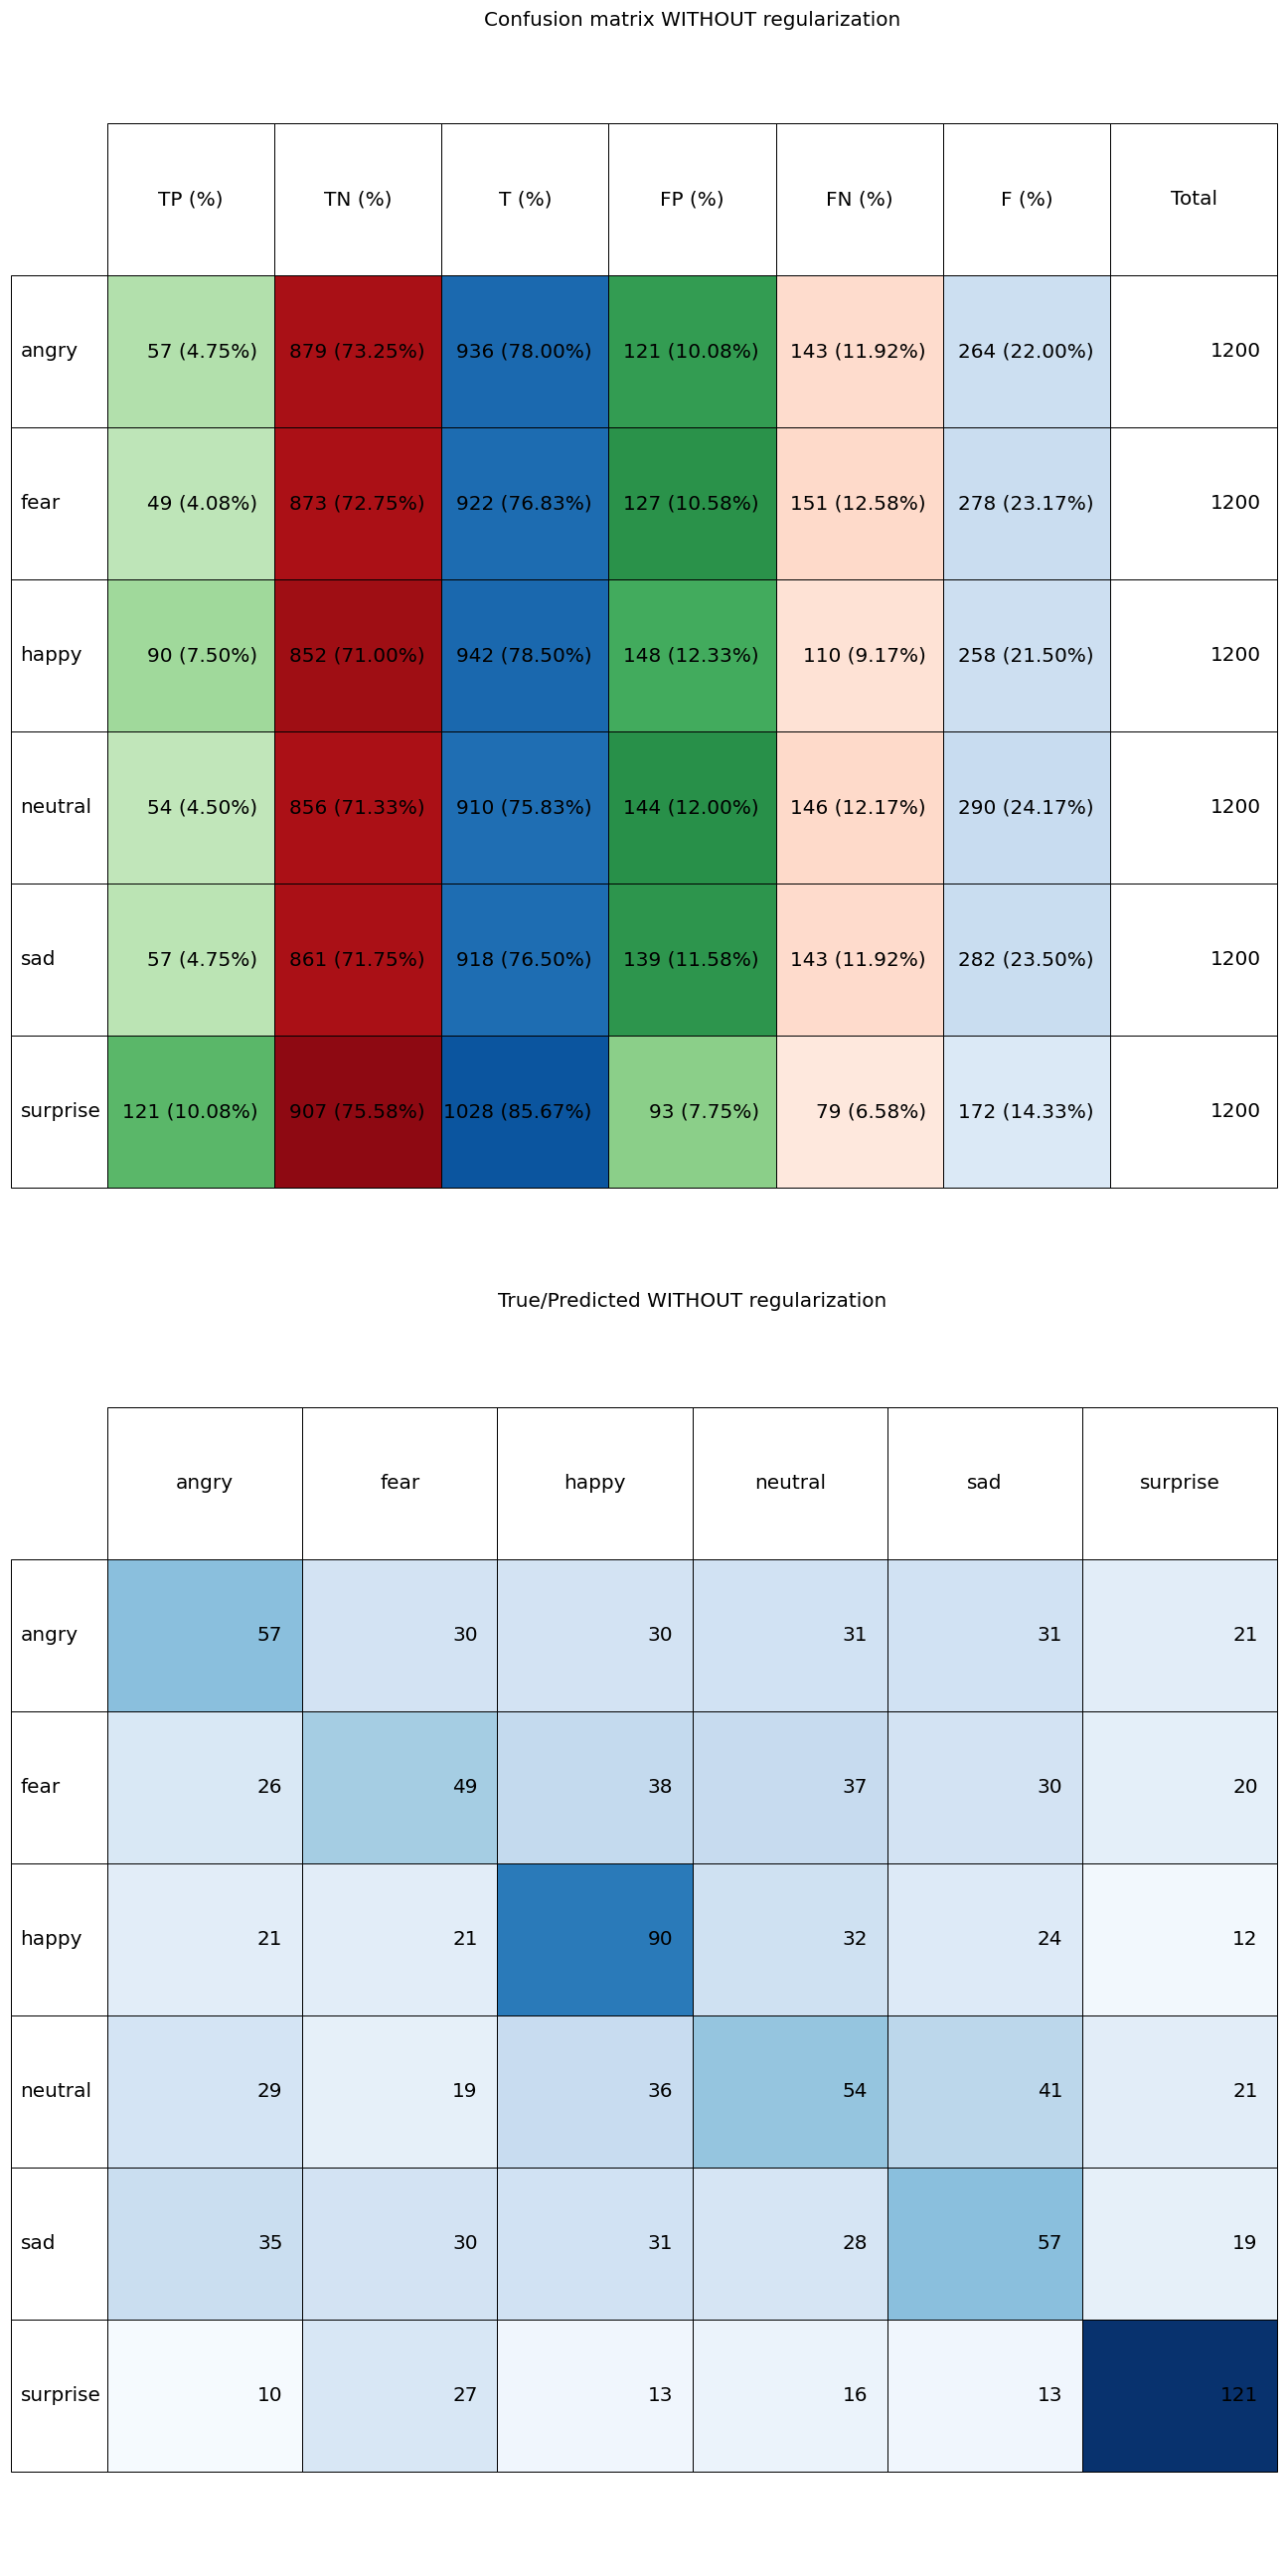 Confusion matrix WITHOUT regularization
TP (%) TN (%) T (%) FP (%) FN (%) F (%) Total
angry 57 (4.75%) 879 (73.25%) 936 (78.00%) 121 (10.08%) 143 (11.92%) 264 (22.00%) 1200
fear 49 (4.08%) 873 (72.75%) 922 (76.83%) 127 (10.58%) 151 (12.58%) 278 (23.17%) 1200
happy 90 (7.50%) 852 (71.00%) 942 (78.50%) 148 (12.33%) 110 (9.17%) 258 (21.50%) 1200
neutral 54 (4.50%) 856 (71.33%) 910 (75.83%) 144 (12.00%) 146 (12.17%) 290 (24.17%) 1200
sad 57 (4.75%) 861 (71.75%) 918 (76.50%) 139 (11.58%) 143 (11.92%) 282 (23.50%) 1200
surprise 121 (10.08%) 907 (75.58%) 1028 (85.67%) 93 (7.75%) 79 (6.58%) 172 (14.33%) 1200
True/Predicted WITHOUT regularization
angry fear happy neutral sad surprise
angry 57 30 30 31 31 21
fear 26 49 38 37 30 20
happy 21 21 90 32 24 12
neutral 29 19 36 54 41 21
sad 35 30 31 28 57 19
surprise 10 27 13 16 13 121